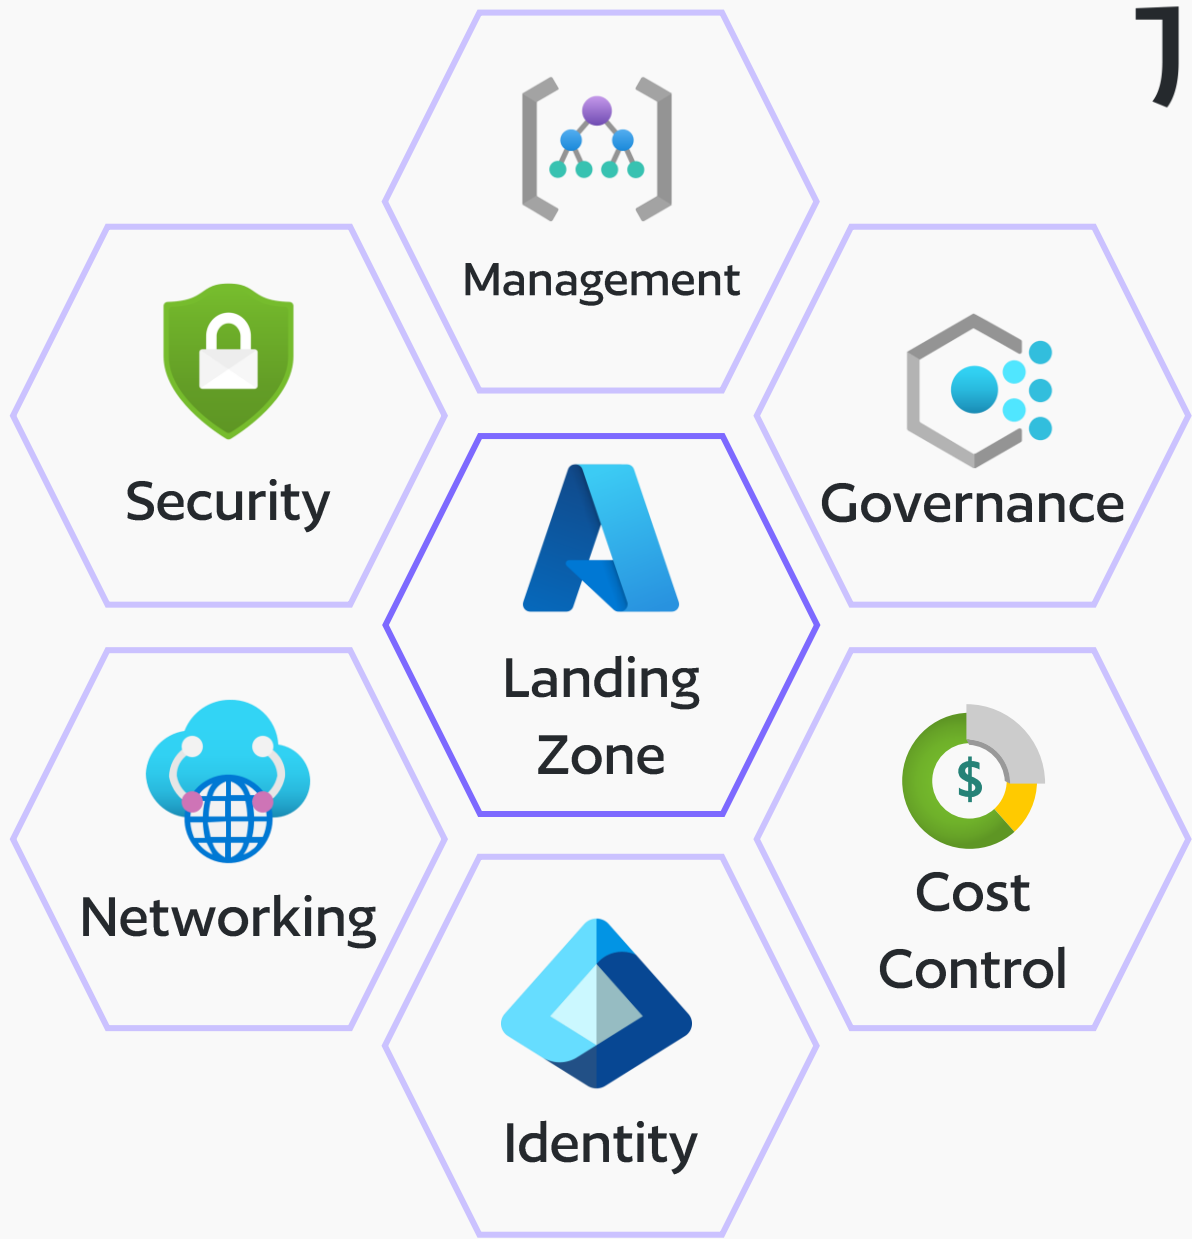 J
Management
Security
Governance
Landing
Zone
$
Networking
Cost
Control
Identity